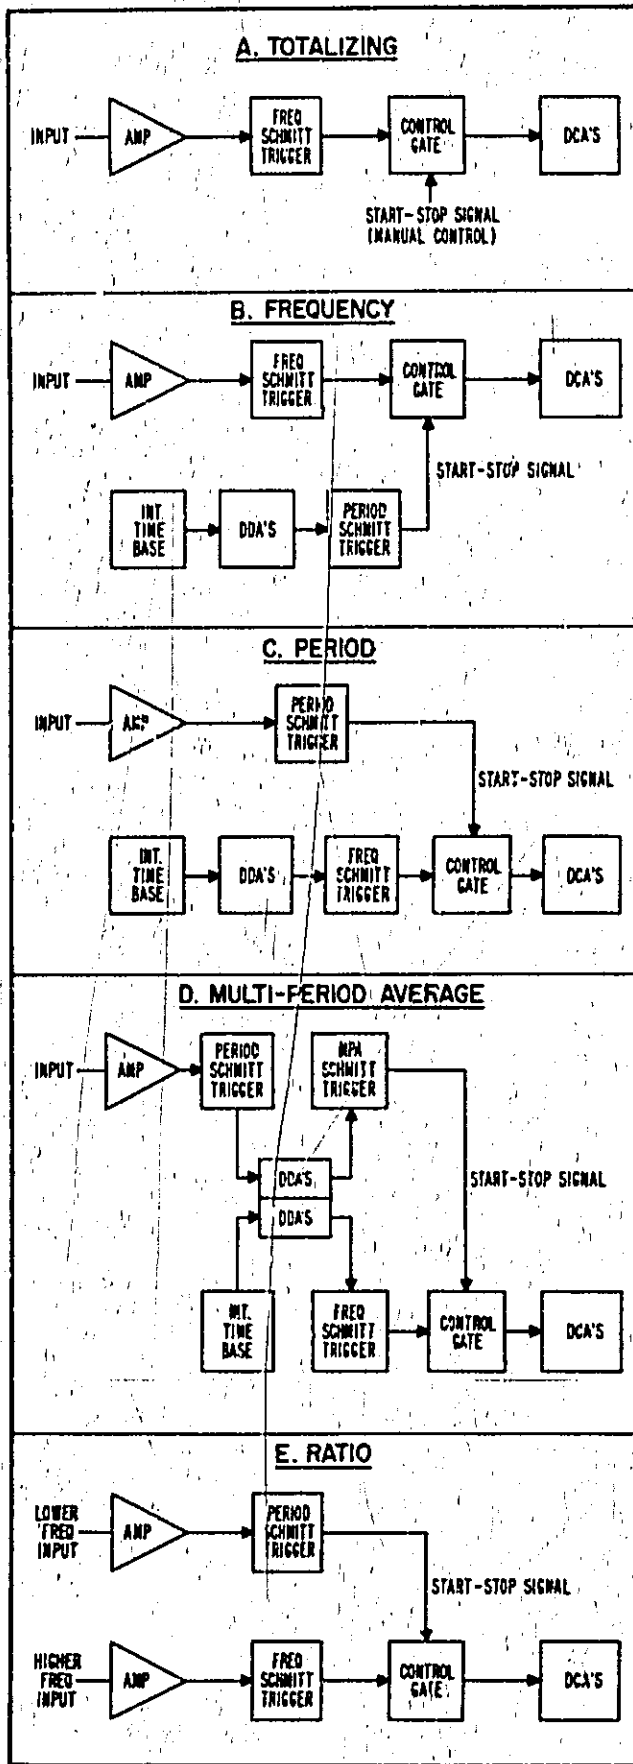 A. TOTALIZING
INPUT
AMP
FREQ
SCHMITT
TRIGGER
CONTROL
GATE
DCA'S
START-STOP SIGNAL
(MANUAL CONTROL)
B. FREQUENCY
INPUT
AMP
FREQ
SCHMITT
TRIGGER
CONTROL
GATE
DCA'S
START-STOP SIGNAL
INT.
TIME
BASE
DDA'S
PERIOD
SCHMITT
TRIGGER
C. PERIOD
INPUT
AMP
PERIOD
SCHMITT
TRIGGER
START-STOP SIGNAL
INT.
TIME
BASE
DDA'S
FREQ
SCHMITT
TRIGGER
CONTROL
GATE
DCA'S
D. MULTI-PERIOD AVERAGE
INPUT
AMP
PERIOD
SCHMITT
TRIGGER
MPA
SCHMITT
TRIGGER
DDA'S
DDA'S
START-STOP SIGNAL
INT.
TIME
BASE
FREQ
SCHMITT
TRIGGER
CONTROL
GATE
DCA'S
E. RATIO
LOWER
FREQ
INPUT
AMP
PERIOD
SCHMITT
TRIGGER
START-STOP SIGNAL
HIGHER
FREQ
INPUT
AMP
FREQ
SCHMITT
TRIGGER
CONTROL
GATE
DCA'S